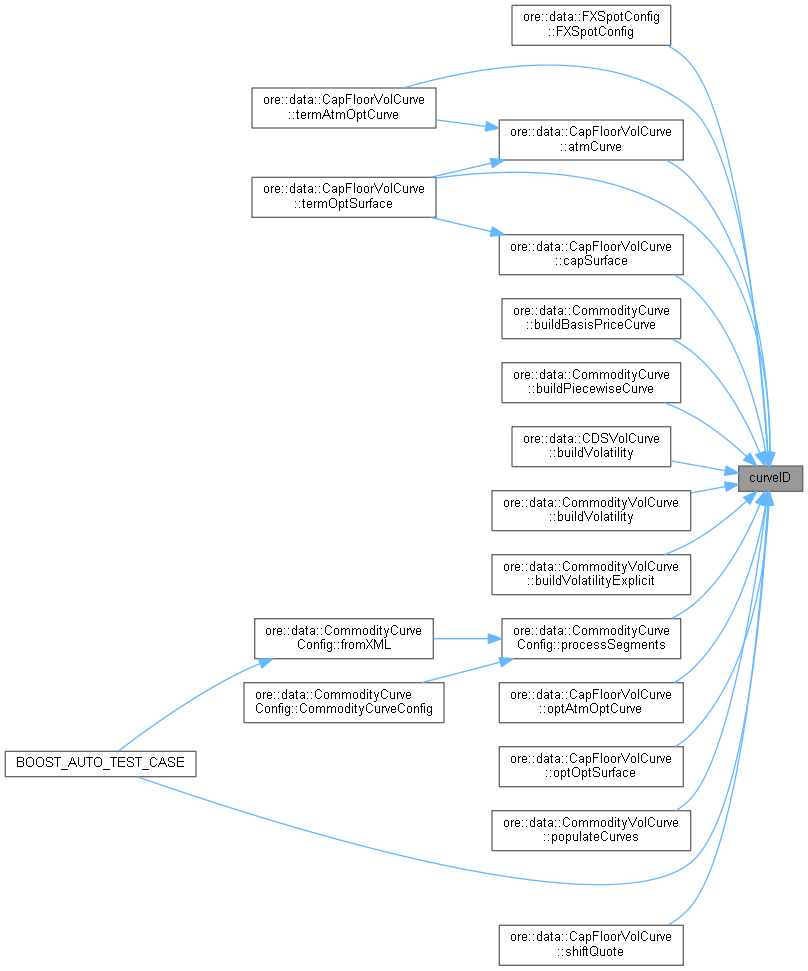 ore::data::FXSpotConfig
::FXSpotConfig
ore::data::CapFloorVolCurve
::termAtmOptCurve
ore::data::CapFloorVolCurve
::atmCurve
ore::data::CapFloorVolCurve
::termOptSurface
ore::data::CapFloorVolCurve
::capSurface
ore::data::CommodityCurve
::buildBasisPriceCurve
ore::data::CommodityCurve
::buildPiecewiseCurve
ore::data::CDSVolCurve
::buildVolatility
curveID
ore::data::CommodityVolCurve
::buildVolatility
ore::data::CommodityVolCurve
::buildVolatilityExplicit
ore::data::CommodityCurve
Config::fromXML
ore::data::CommodityCurve
Config::processSegments
ore::data::CommodityCurve
Config::CommodityCurveConfig
ore::data::CapFloorVolCurve
::optAtmOptCurve
BOOST_AUTO_TEST_CASE
ore::data::CapFloorVolCurve
::optOptSurface
ore::data::CommodityVolCurve
::populateCurves
ore::data::CapFloorVolCurve
::shiftQuote